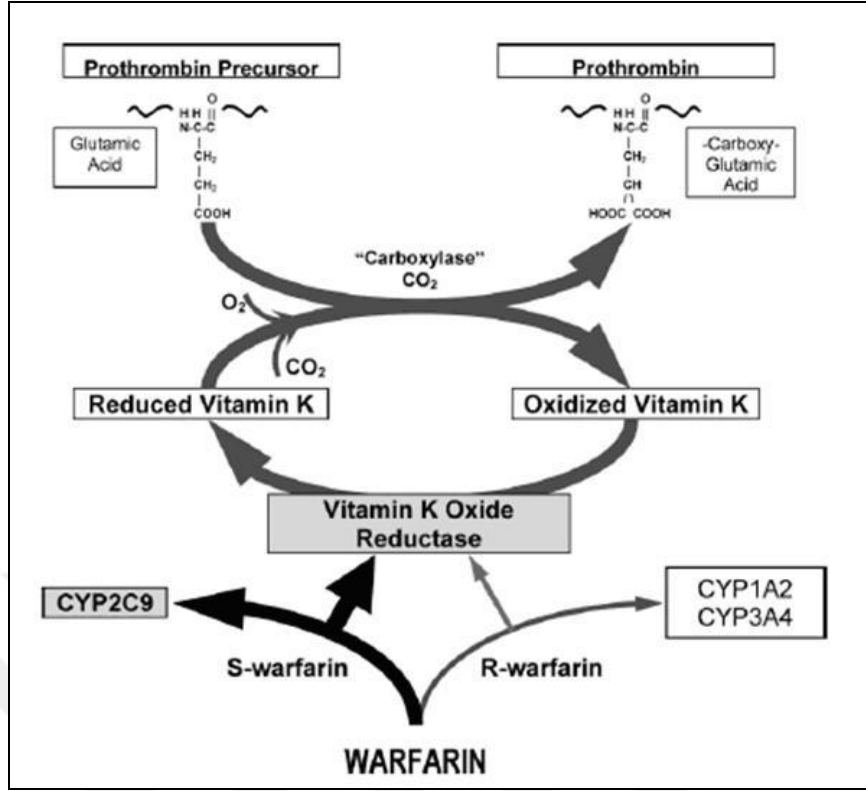 Prothrombin Precursor
Prothrombin
Glutamic
Acid
H H O
N-C-C
CH2
CH2
COOH
H H O
N-C-C
CH2
CH
HOOC COOH
-Carboxy-
Glutamic
Acid
“Carboxylase”
CO2
O2
CO2
Reduced Vitamin K
Oxidized Vitamin K
Vitamin K Oxide
Reductase
CYP2C9
CYP1A2
CYP3A4
S-warfarin
R-warfarin
WARFARIN